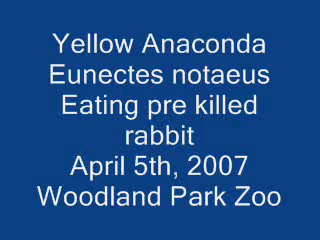 Yellow Anaconda
Eunectes notaeus
Eating pre killed
rabbit
April 5th, 2007
Woodland Park Zoo